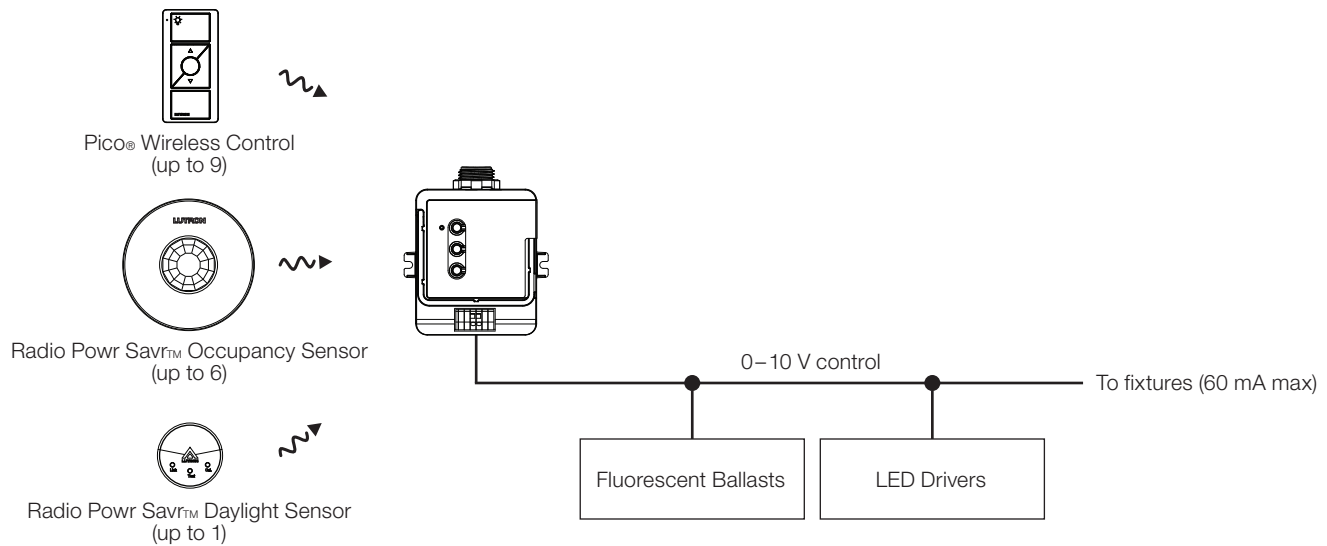 Pico® Wireless Control
(up to 9)
LUTRON
Radio Powr Savr™ Occupancy Sensor
(up to 6)
Radio Powr Savr™ Daylight Sensor
(up to 1)
0–10 V control
To fixtures (60 mA max)
Fluorescent Ballasts
LED Drivers